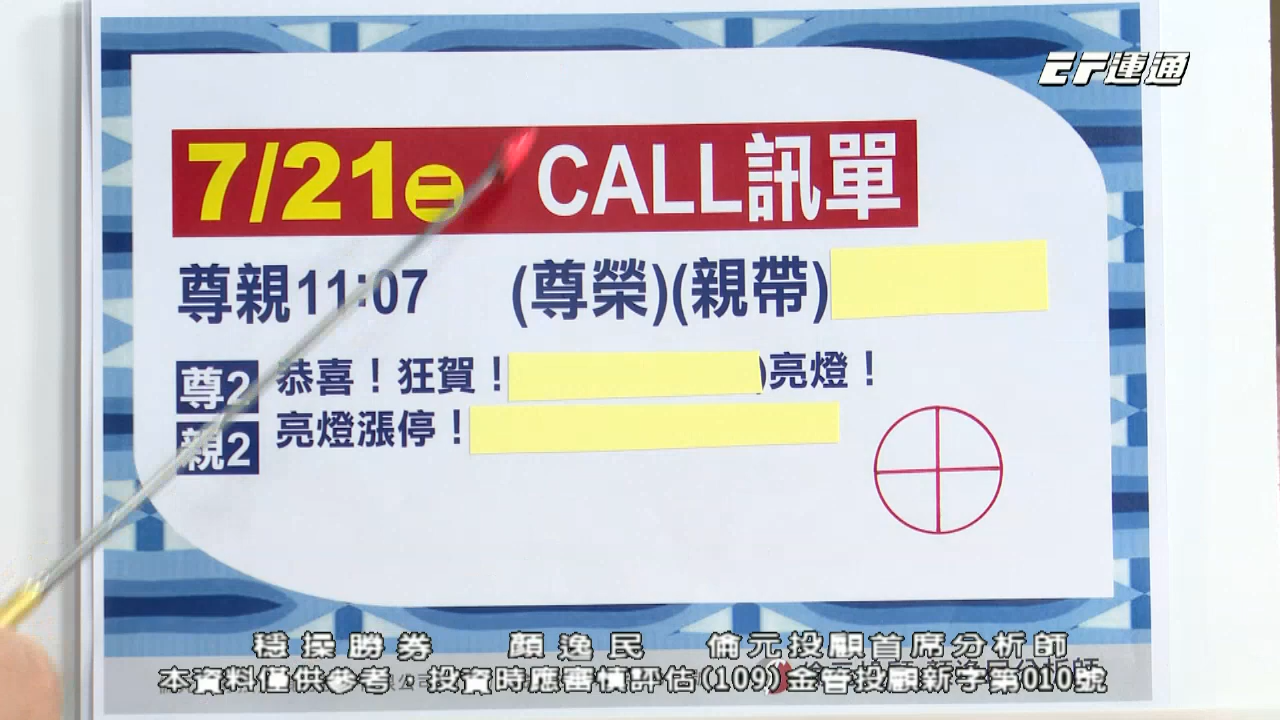 EF運通
7/21㊁ CALL訊單
尊親11:07 (尊榮)(親帶)
尊2 恭喜！狂賀！ )亮燈！
親2 亮燈漲停！
穩操勝券 顏逸民 倫元投顧首席分析師
本資料僅供參考，投資時應審慎評估(109)金管投顧新字第010號